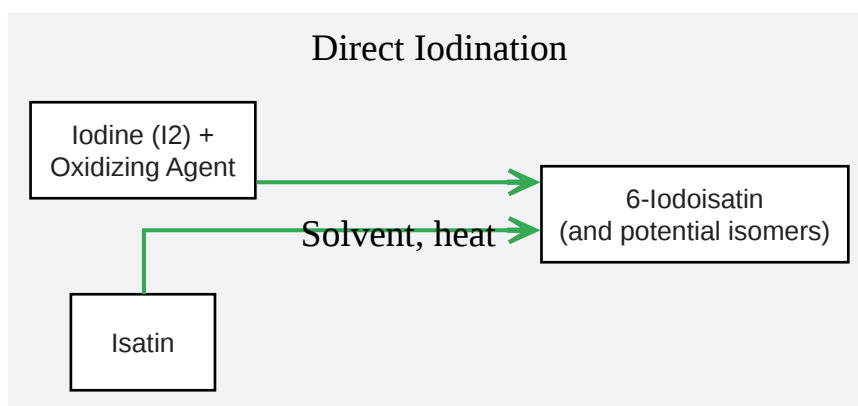 Direct Iodination
Iodine (I2) +
Oxidizing Agent
6-Iodoisatin
(and potential isomers)
Solvent, heat
Isatin